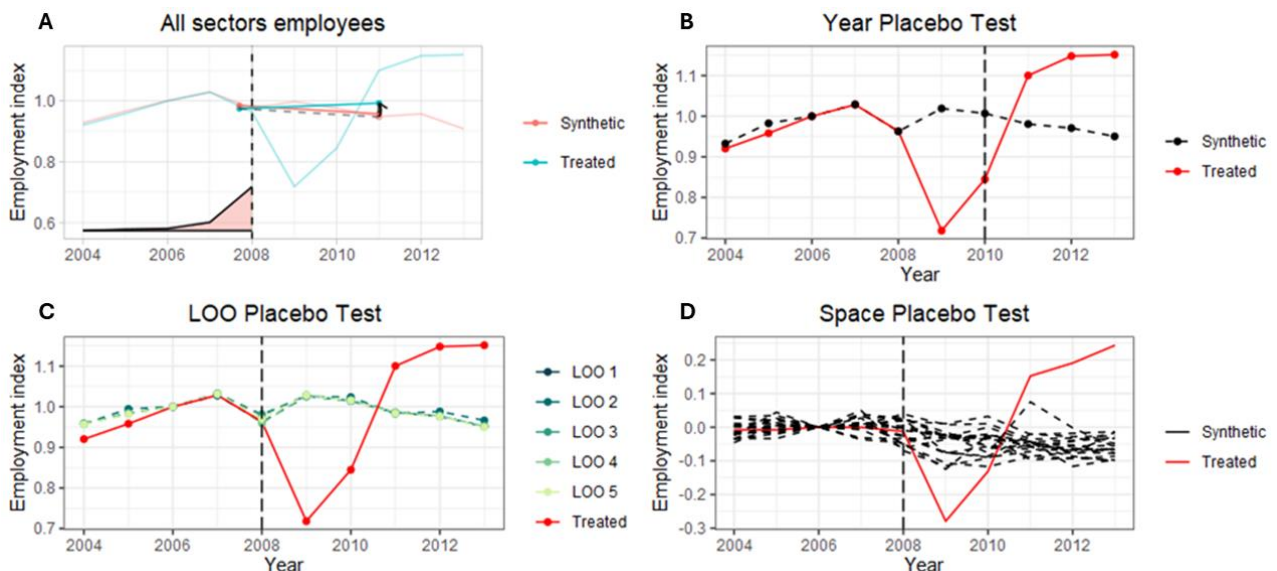 A
All sectors employees
Employment index
1.0
0.8
0.6
2004 2006 2008 2010 2012
Synthetic
Treated
B
Year Placebo Test
Employment index
1.1
1.0
0.9
0.8
0.7
2004 2006 2008 2010 2012
Year
Synthetic
Treated
C
LOO Placebo Test
Employment index
1.1
1.0
0.9
0.8
0.7
2004 2006 2008 2010 2012
Year
LOO 1
LOO 2
LOO 3
LOO 4
LOO 5
Treated
D
Space Placebo Test
Employment index
0.2
0.1
0.0
-0.1
-0.2
-0.3
2004 2006 2008 2010 2012
Year
Synthetic
Treated